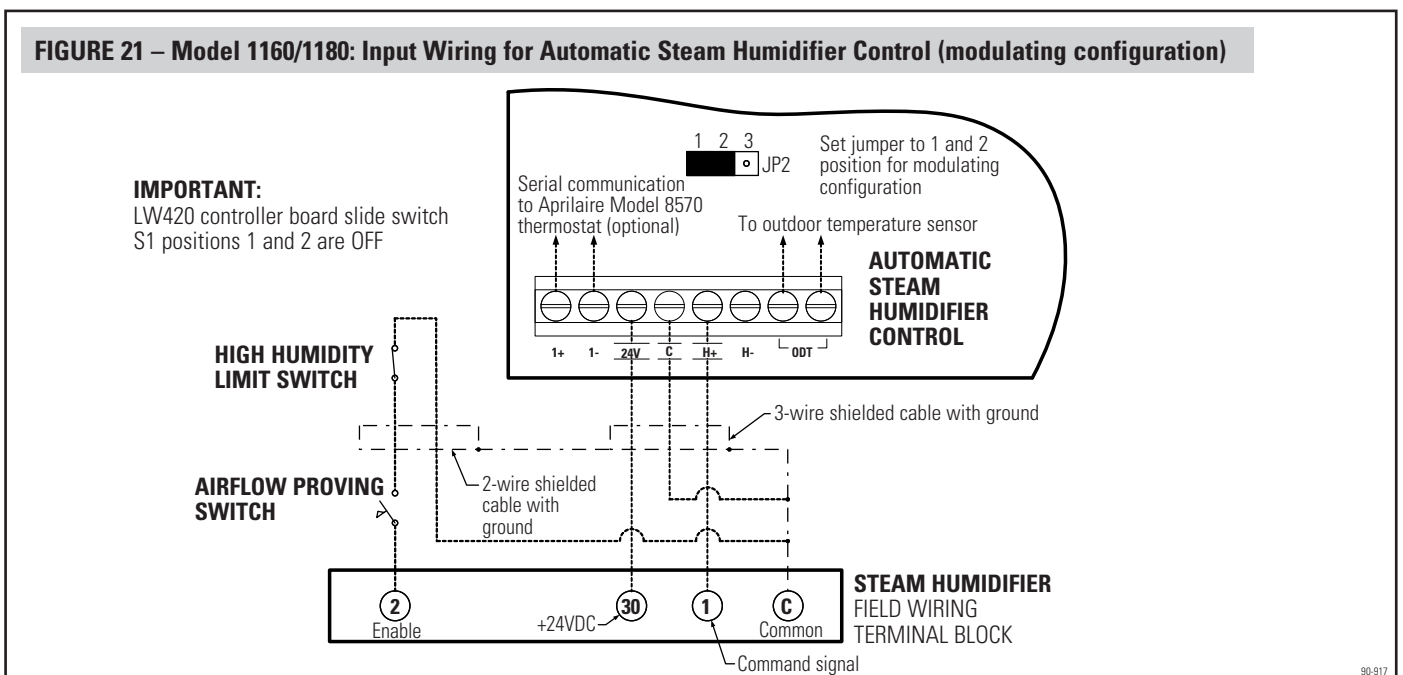 FIGURE 21 – Model 1160/1180: Input Wiring for Automatic Steam Humidifier Control (modulating configuration)
1 2 3
JP2
Set jumper to 1 and 2
position for modulating
configuration
IMPORTANT:
LW420 controller board slide switch
S1 positions 1 and 2 are OFF
Serial communication
to Aprilaire Model 8570
thermostat (optional)
To outdoor temperature sensor
AUTOMATIC
STEAM
HUMIDIFIER
CONTROL
1+ 1- 24V C H+ H- ODT
HIGH HUMIDITY
LIMIT SWITCH
3-wire shielded cable with ground
AIRFLOW PROVING
SWITCH
2-wire shielded
cable with
ground
2
Enable
+24VDC
30
1
C
Common
Command signal
STEAM HUMIDIFIER
FIELD WIRING
TERMINAL BLOCK
90-917